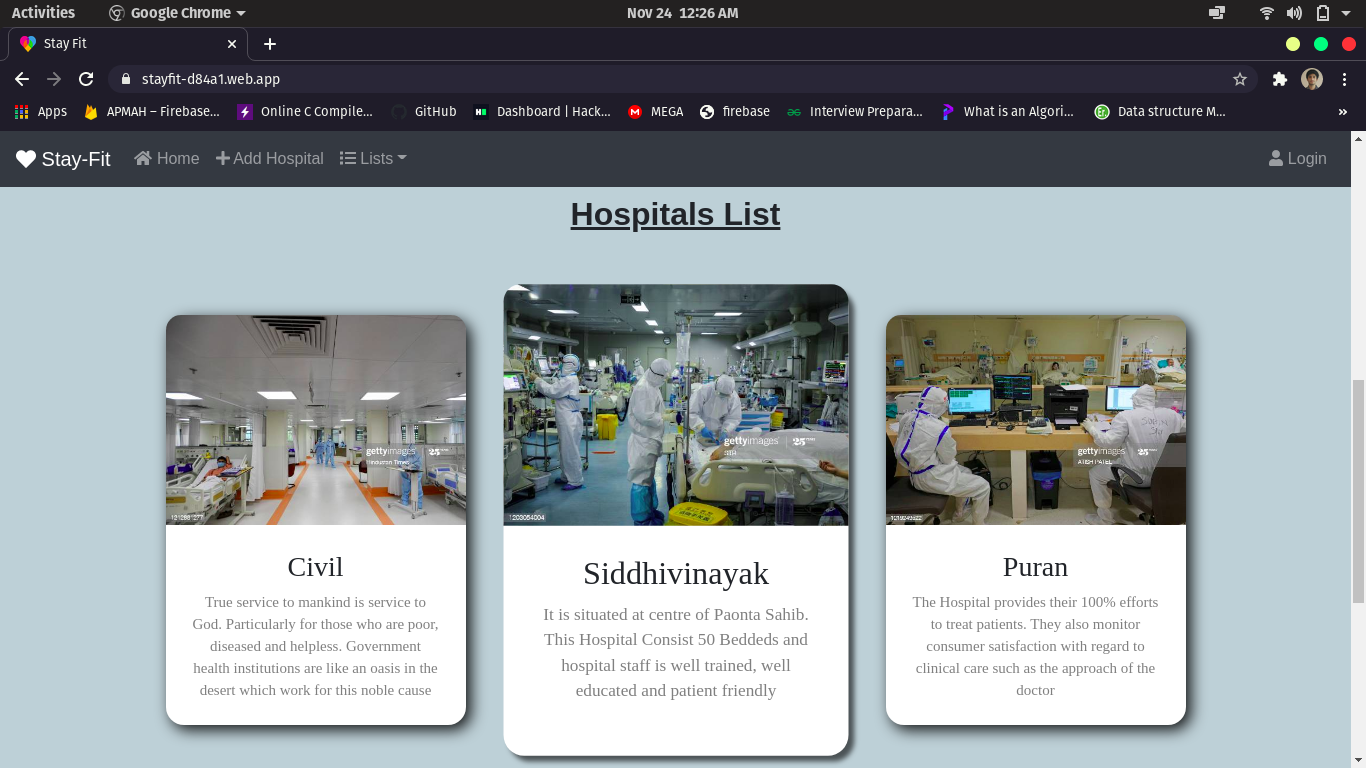 Activities Google Chrome Nov 24 12:26 AM
Stay Fit
stayfit-d84a1.web.app
Apps APMAH – Firebase... Online C Compile... GitHub Dashboard | Hack... MEGA firebase Interview Prepara... What is an Algori... Data structure M... »
Stay-Fit Home Add Hospital Lists Login
Hospitals List
gettyimages
Hindustan Times
Civil
True service to mankind is service to
God. Particularly for those who are poor,
diseased and helpless. Government
health institutions are like an oasis in the
desert which work for this noble cause
gettyimages
STR
1203054004
Siddhivinayak
It is situated at centre of Paonta Sahib.
This Hospital Consist 50 Beddeds and
hospital staff is well trained, well
educated and patient friendly
gettyimages
ATISH PATEL
Puran
The Hospital provides their 100% efforts
to treat patients. They also monitor
consumer satisfaction with regard to
clinical care such as the approach of the
doctor